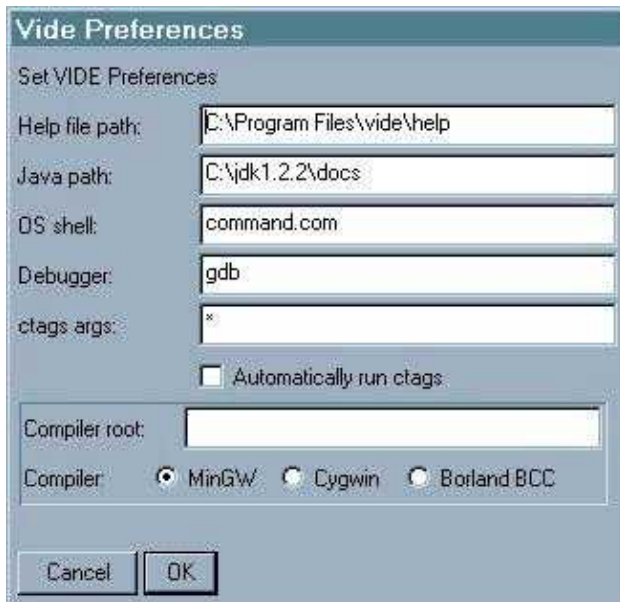 Vide Preferences
Set VIDE Preferences
Help file path: C:\Program Files\vide\help
Java path: C:\jdk1.2.2\docs
OS shell: command.com
Debugger: gdb
ctags args: *
Automatically run ctags
Compiler root:
Compiler: MinGW Cygwin Borland BCC
Cancel OK